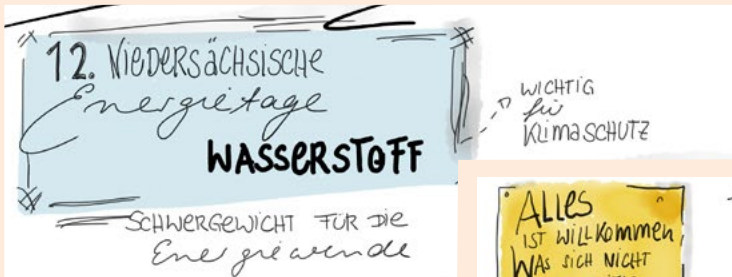 12. NiEDERSäCHSISCHE
Energietage
WASSERSTOFF
WICHTIG
für
KLimaSCHUTZ
SCHWERGEWICHT FÜR DiE
Energiewende
ALLES
IST WiLLKOMMEN,
WAS SICH NICHT